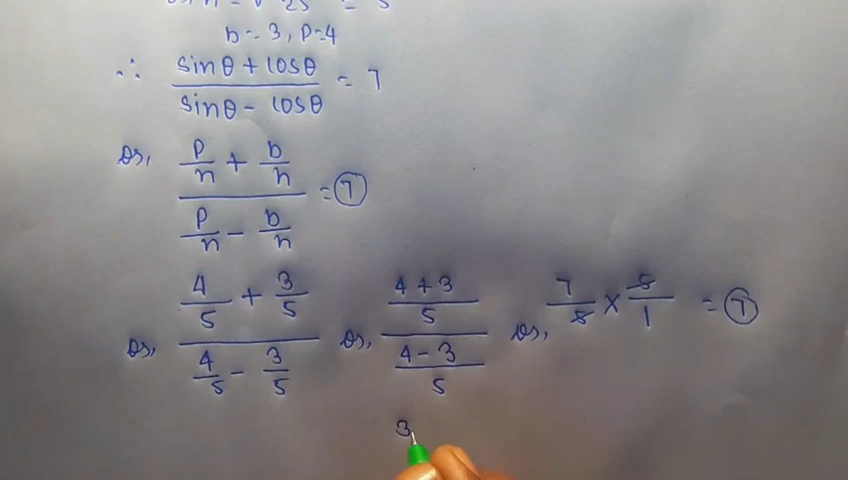 b = 3, p = 4
∴ (sinθ + cosθ) / (sinθ - cosθ) = 7
or, (p/h + b/h) / (p/h - b/h) = 7
or, (4/5 + 3/5) / (4/5 - 3/5) or, ((4 + 3)/5) / ((4 - 3)/5) or, 7/5 × 5/1 = 7
3